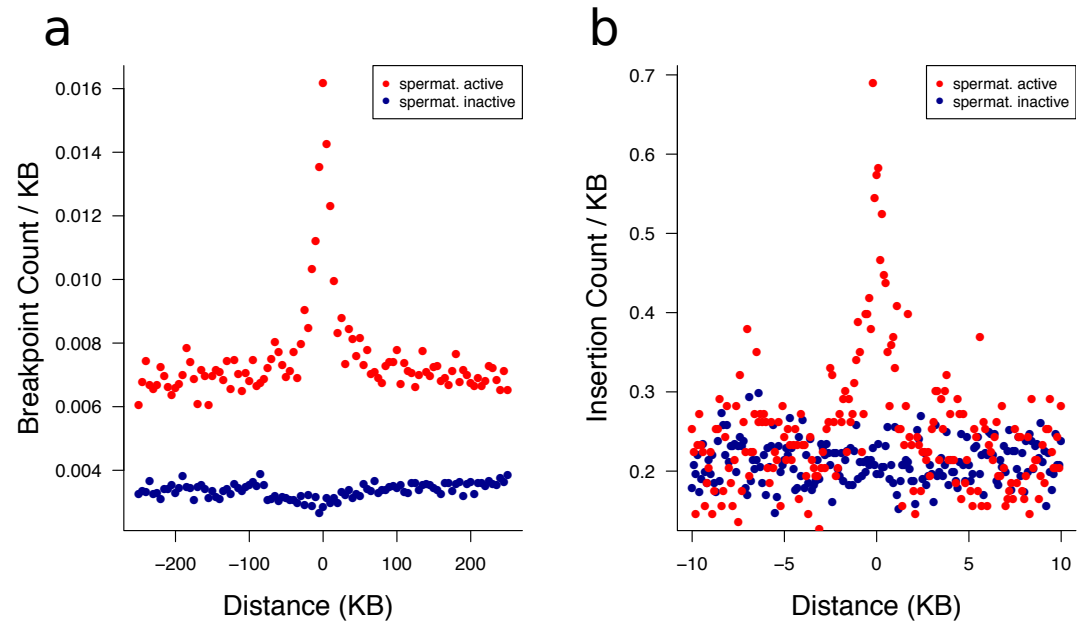 a
Breakpoint Count / KB
0.016
0.014
0.012
0.010
0.008
0.006
0.004
spermat. active
spermat. inactive
−200
−100
0
100
200
Distance (KB)
b
Insertion Count / KB
0.7
0.6
0.5
0.4
0.3
0.2
spermat. active
spermat. inactive
−10
−5
0
5
10
Distance (KB)